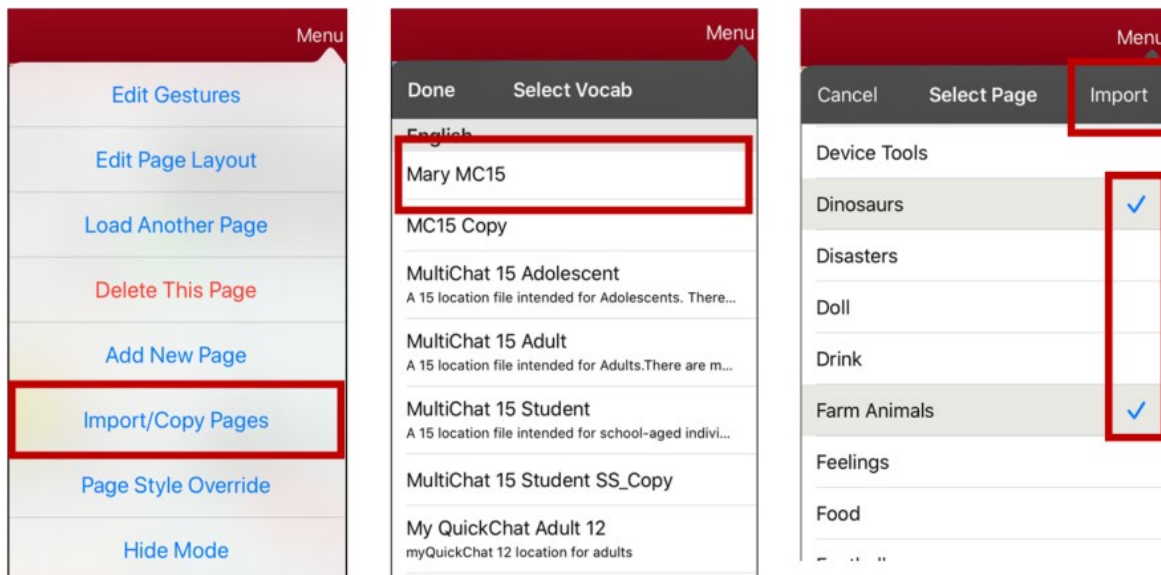 Menu
Edit Gestures
Edit Page Layout
Load Another Page
Delete This Page
Add New Page
Import/Copy Pages
Page Style Override
Hide Mode
Menu
Done Select Vocab
English
Mary MC15
MC15 Copy
MultiChat 15 Adolescent
A 15 location file intended for Adolescents. There...
MultiChat 15 Adult
A 15 location file intended for Adults.There are m...
MultiChat 15 Student
A 15 location file intended for school-aged indivi...
MultiChat 15 Student SS_Copy
My QuickChat Adult 12
myQuickChat 12 location for adults
Menu
Cancel Select Page Import
Device Tools
Dinosaurs
Disasters
Doll
Drink
Farm Animals
Feelings
Food